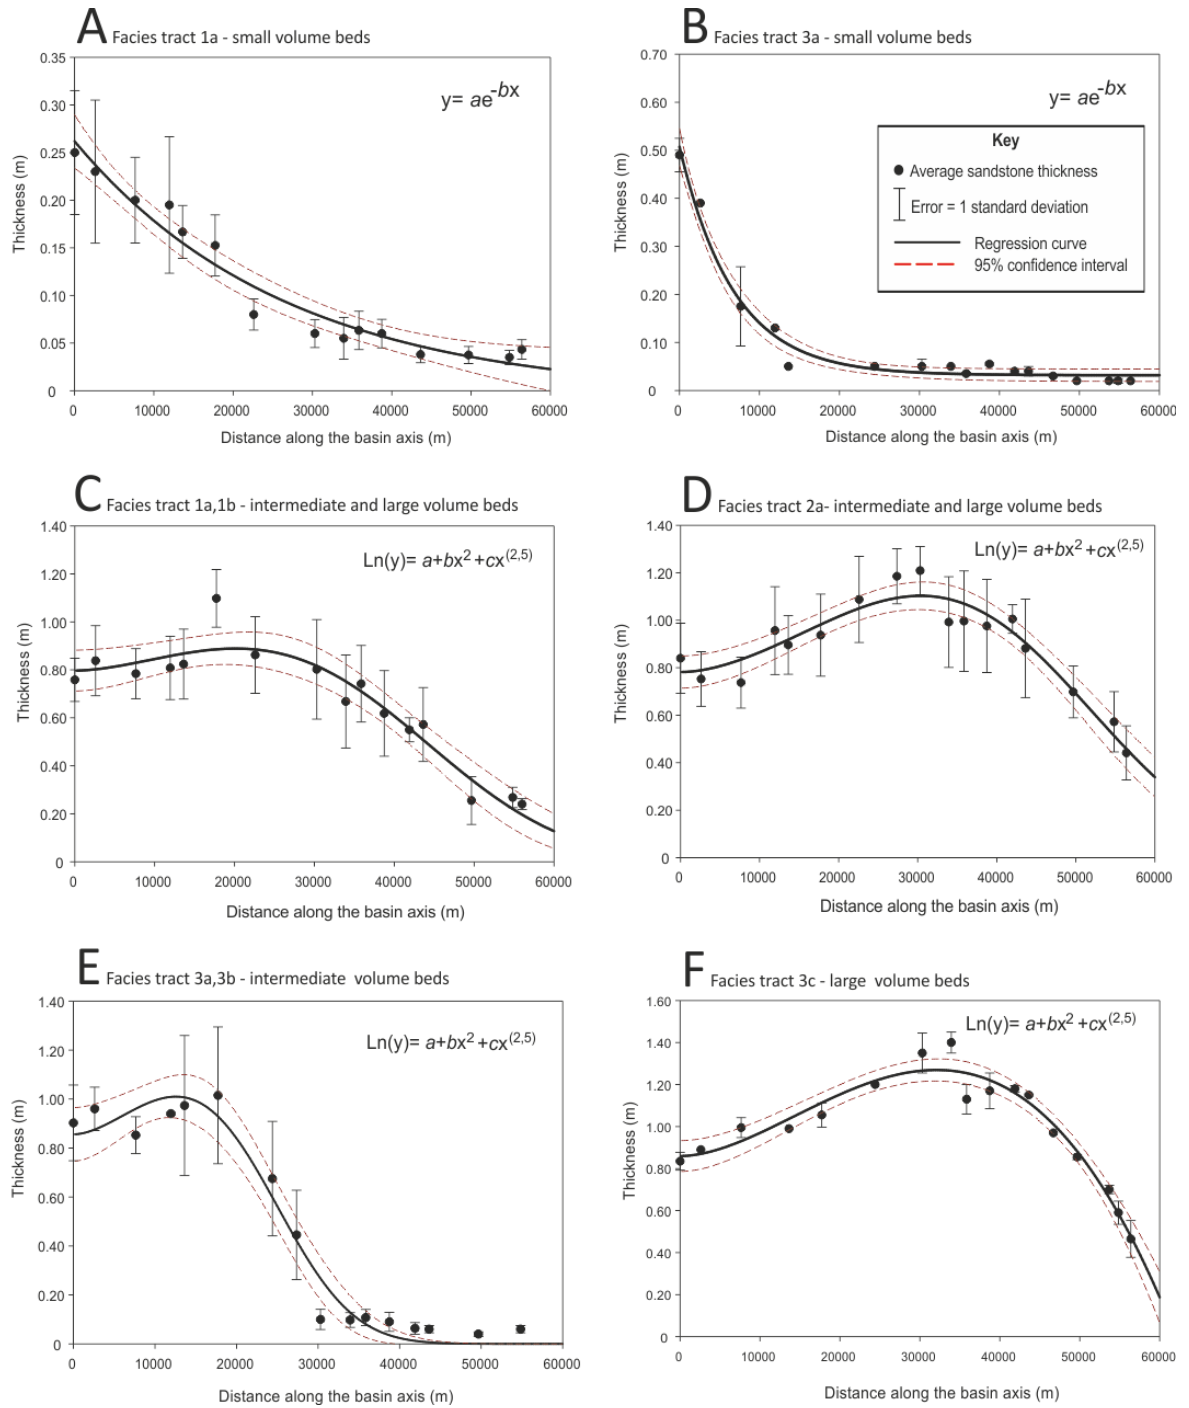 A Facies tract 1a - small volume beds
y= ae-bx
Thickness (m)
0.35
0.30
0.25
0.20
0.15
0.10
0.05
0
0 10000 20000 30000 40000 50000 60000
Distance along the basin axis (m)
B Facies tract 3a - small volume beds
y= ae-bx
Key
Average sandstone thickness
Error = 1 standard deviation
Regression curve
95% confidence interval
Thickness (m)
0.70
0.60
0.50
0.40
0.30
0.20
0.10
0
0 10000 20000 30000 40000 50000 60000
Distance along the basin axis (m)
C Facies tract 1a,1b - intermediate and large volume beds
Ln(y)= a+bx2+cx(2,5)
Thickness (m)
1.40
1.20
1.00
0.80
0.60
0.40
0.20
0
0 10000 20000 30000 40000 50000 60000
Distance along the basin axis (m)
D Facies tract 2a- intermediate and large volume beds
Ln(y)= a+bx2+cx(2,5)
Thickness (m)
1.40
1.20
1.00
0.80
0.60
0.40
0.20
0
0 10000 20000 30000 40000 50000 60000
Distance along the basin axis (m)
E Facies tract 3a,3b - intermediate volume beds
Ln(y)= a+bx2+cx(2,5)
Thickness (m)
1.40
1.20
1.00
0.80
0.60
0.40
0.20
0
0 10000 20000 30000 40000 50000 60000
Distance along the basin axis (m)
F Facies tract 3c - large volume beds
Ln(y)= a+bx2+cx(2,5)
Thickness (m)
1.60
1.40
1.20
1.00
0.80
0.60
0.40
0.20
0
0 10000 20000 30000 40000 50000 60000
Distance along the basin axis (m)